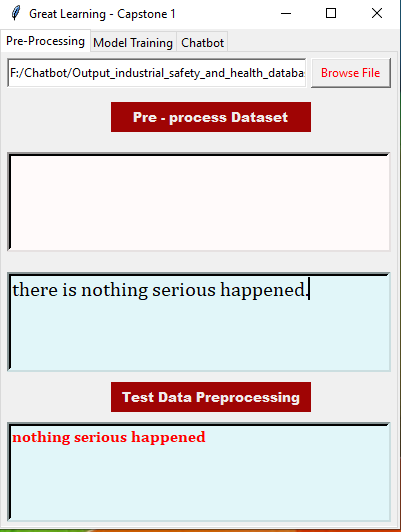 Great Learning - Capstone 1
Pre-Processing Model Training Chatbot
F:/Chatbot/Output_industrial_safety_and_health_databas Browse File
Pre - process Dataset
there is nothing serious happened.
Test Data Preprocessing
nothing serious happened